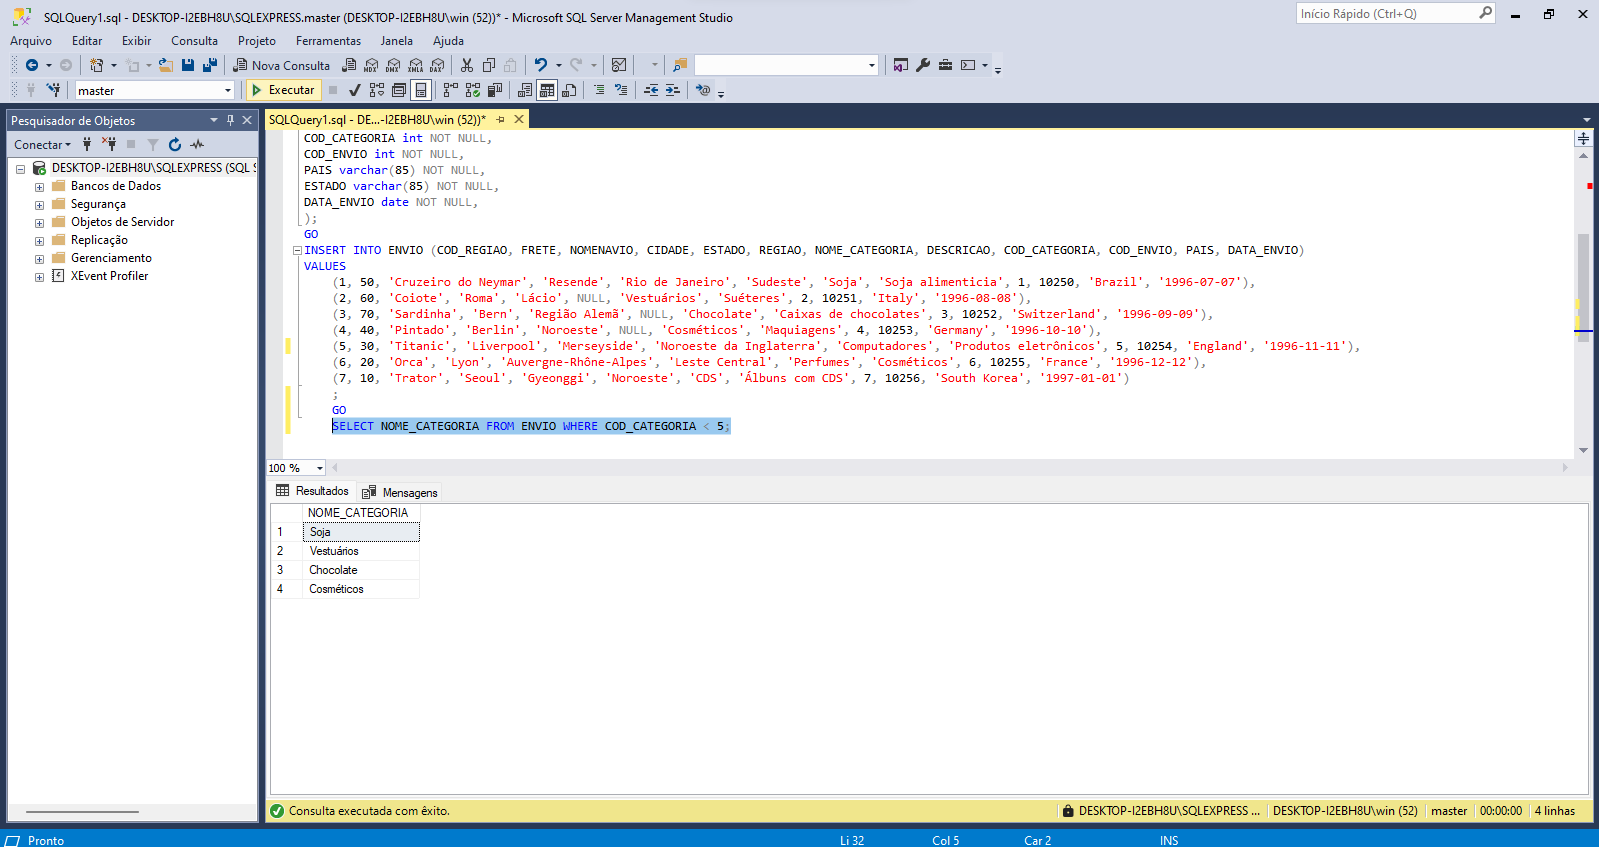 SQLQuery1.sql - DESKTOP-I2EBH8U\SQLEXPRESS.master (DESKTOP-I2EBH8U\win (52))* - Microsoft SQL Server Management Studio
Início Rápido (Ctrl+Q)
Arquivo Editar Exibir Consulta Projeto Ferramentas Janela Ajuda
Nova Consulta MDX DMX XMLA DAX
master Executar
Pesquisador de Objetos
SQLQuery1.sql - DE...-I2EBH8U\win (52))*
Conectar
DESKTOP-I2EBH8U\SQLEXPRESS (SQL S
Bancos de Dados
Segurança
Objetos de Servidor
Replicação
Gerenciamento
XEvent Profiler
COD_CATEGORIA int NOT NULL,
COD_ENVIO int NOT NULL,
PAIS varchar(85) NOT NULL,
ESTADO varchar(85) NOT NULL,
DATA_ENVIO date NOT NULL,
);
GO
INSERT INTO ENVIO (COD_REGIAO, FRETE, NOMENAVIO, CIDADE, ESTADO, REGIAO, NOME_CATEGORIA, DESCRICAO, COD_CATEGORIA, COD_ENVIO, PAIS, DATA_ENVIO)
VALUES
(1, 50, 'Cruzeiro do Neymar', 'Resende', 'Rio de Janeiro', 'Sudeste', 'Soja', 'Soja alimenticia', 1, 10250, 'Brazil', '1996-07-07'),
(2, 60, 'Coiote', 'Roma', 'Lácio', NULL, 'Vestuários', 'Suéteres', 2, 10251, 'Italy', '1996-08-08'),
(3, 70, 'Sardinha', 'Bern', 'Região Alemã', NULL, 'Chocolate', 'Caixas de chocolates', 3, 10252, 'Switzerland', '1996-09-09'),
(4, 40, 'Pintado', 'Berlin', 'Noroeste', NULL, 'Cosméticos', 'Maquiagens', 4, 10253, 'Germany', '1996-10-10'),
(5, 30, 'Titanic', 'Liverpool', 'Merseyside', 'Noroeste da Inglaterra', 'Computadores', 'Produtos eletrônicos', 5, 10254, 'England', '1996-11-11'),
(6, 20, 'Orca', 'Lyon', 'Auvergne-Rhône-Alpes', 'Leste Central', 'Perfumes', 'Cosméticos', 6, 10255, 'France', '1996-12-12'),
(7, 10, 'Trator', 'Seoul', 'Gyeonggi', 'Noroeste', 'CDS', 'Álbuns com CDS', 7, 10256, 'South Korea', '1997-01-01')
;
GO
SELECT NOME_CATEGORIA FROM ENVIO WHERE COD_CATEGORIA < 5;
100 %
Resultados Mensagens
NOME_CATEGORIA
1 Soja
2 Vestuários
3 Chocolate
4 Cosméticos
Consulta executada com êxito. DESKTOP-I2EBH8U\SQLEXPRESS ... DESKTOP-I2EBH8U\win (52) master 00:00:00 4 linhas
Pronto Li 32 Col 5 Car 2 INS